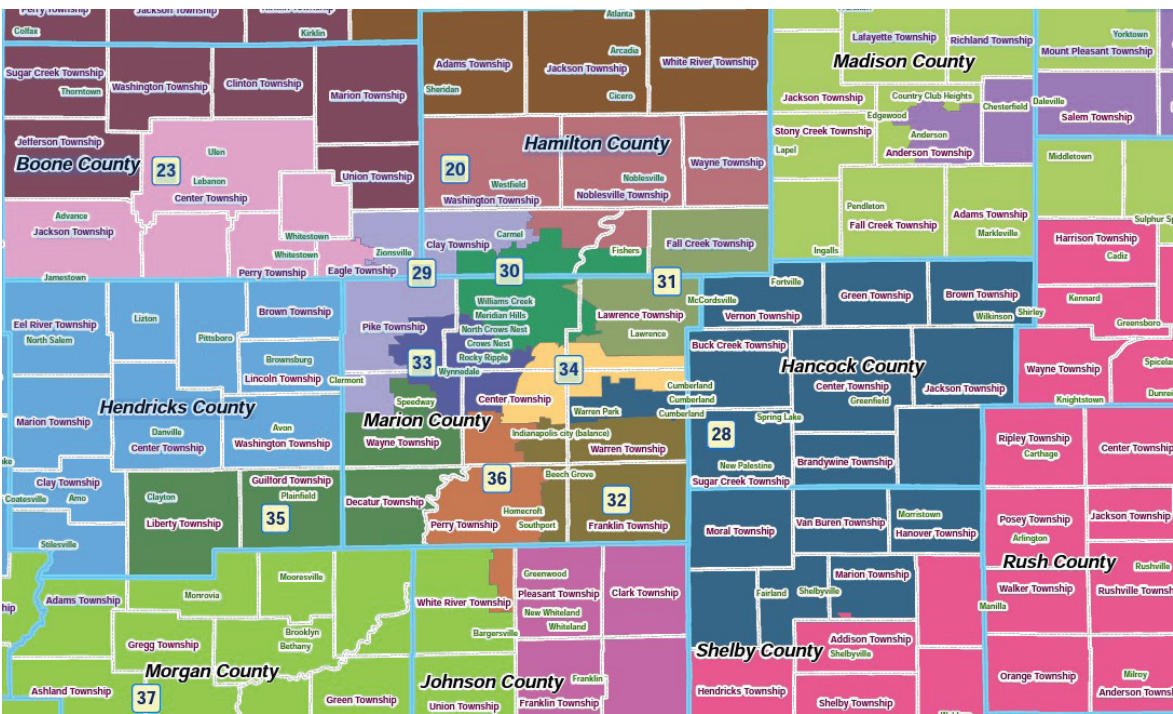 Perry Township
Jackson Township
Colfax
Kirklin
Sugar Creek Township
Thorntown
Washington Township
Clinton Township
Marion Township
Jefferson Township
Boone County
23
Ulen
Lebanon
Center Township
Union Township
Advance
Jackson Township
Whitestown
Whitestown
Zionsville
Jamestown
Perry Township
Eagle Township
Atlanta
Arcadia
Adams Township
Jackson Township
White River Township
Sheridan
Cicero
Hamilton County
20
Westfield
Washington Township
Noblesville
Noblesville Township
Wayne Township
Carmel
Clay Township
Fishers
Fall Creek Township
29
30
31
Lafayette Township
Richland Township
Madison County
Jackson Township
Country Club Heights
Edgewood
Chesterfield
Stony Creek Township
Anderson
Lapel
Anderson Township
Pendleton
Fall Creek Township
Adams Township
Markleville
Ingalls
Yorktown
Mount Pleasant Township
Daleville
Salem Township
Middletown
Sulphur Sp
Harrison Township
Cadiz
Kennard
Greensboro
Wayne Township
Spicela
Knightstown
Dunrei
Eel River Township
North Salem
Lizton
Pittsboro
Brown Township
Brownsburg
Lincoln Township
Hendricks County
Marion Township
Danville
Center Township
Avon
Washington Township
Clay Township
Coatesville
Amo
Clayton
Liberty Township
Guilford Township
Plainfield
35
Stilesville
Pike Township
Williams Creek
Meridian Hills
North Crows Nest
Crows Nest
Rocky Ripple
Wynnedale
33
34
Lawrence Township
Lawrence
McCordsville
Clermont
Speedway
Center Township
Marion County
Wayne Township
Warren Park
Cumberland
Cumberland
Cumberland
Indianapolis city (balance)
Warren Township
36
Beech Grove
32
Decatur Township
Homecroft
Perry Township
Southport
Franklin Township
Fortville
Vernon Township
Green Township
Brown Township
Wilkinson
Shirley
Buck Creek Township
Hancock County
Center Township
Greenfield
Jackson Township
Spring Lake
28
New Palestine
Sugar Creek Township
Brandywine Township
Moral Township
Van Buren Township
Morristown
Hanover Township
Marion Township
Fairland
Shelbyville
Addison Township
Shelbyville
Shelby County
Hendricks Township
Shelby Township
Ripley Township
Carthage
Center Township
Posey Township
Arlington
Jackson Township
Rush County
Walker Township
Rushville
Rushville Township
Manilla
Orange Township
Milroy
Anderson Town
Adams Township
Monrovia
Mooresville
Gregg Township
Brooklyn
Bethany
Morgan County
Ashland Township
37
Green Township
White River Township
Bargersville
Greenwood
Pleasant Township
New Whiteland
Whiteland
Clark Township
Johnson County
Franklin
Union Township
Franklin Township